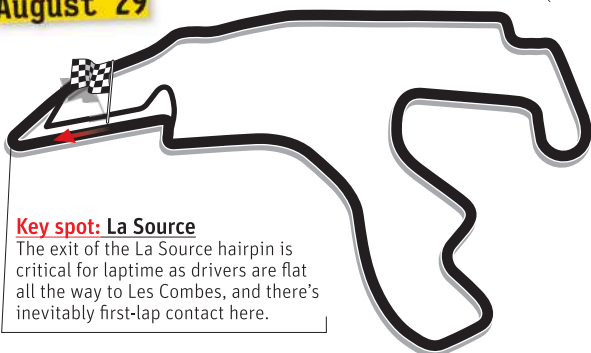 August 29
Key spot: La Source
The exit of the La Source hairpin is
critical for laptime as drivers are flat
all the way to Les Combes, and there's
inevitably first-lap contact here.